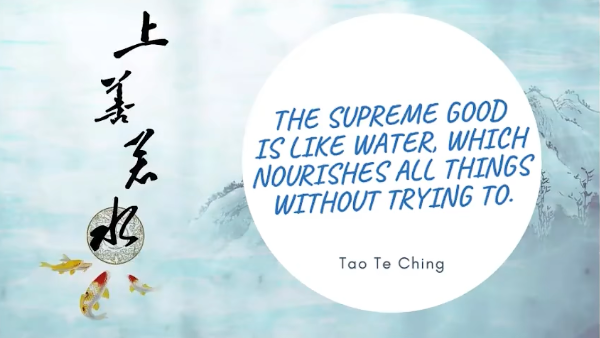 上善若水
THE SUPREME GOOD
IS LIKE WATER, WHICH
NOURISHES ALL THINGS
WITHOUT TRYING TO.
Tao Te Ching